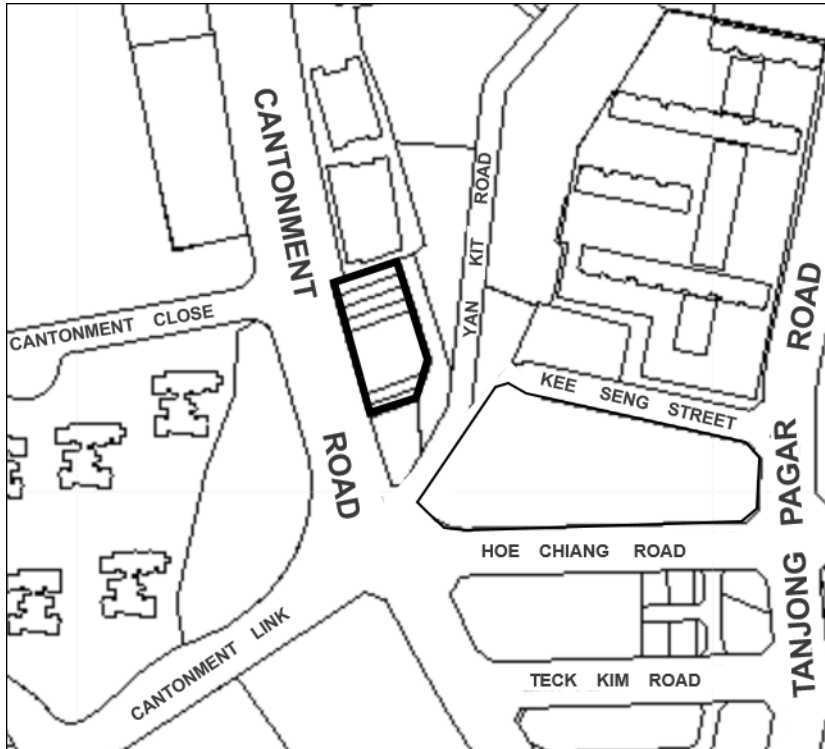 CANTONMENT
ROAD
YAN KIT ROAD
CANTONMENT CLOSE
KEE SENG STREET
TANJONG PAGAR ROAD
HOE CHIANG ROAD
CANTONMENT LINK
TECK KIM ROAD